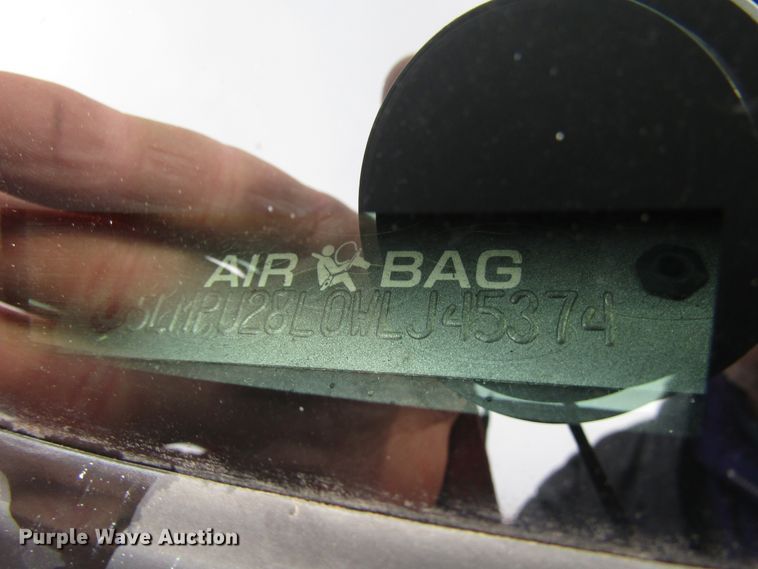 AIR BAG
5LMPU28L0WLJ45374
Purple Wave Auction